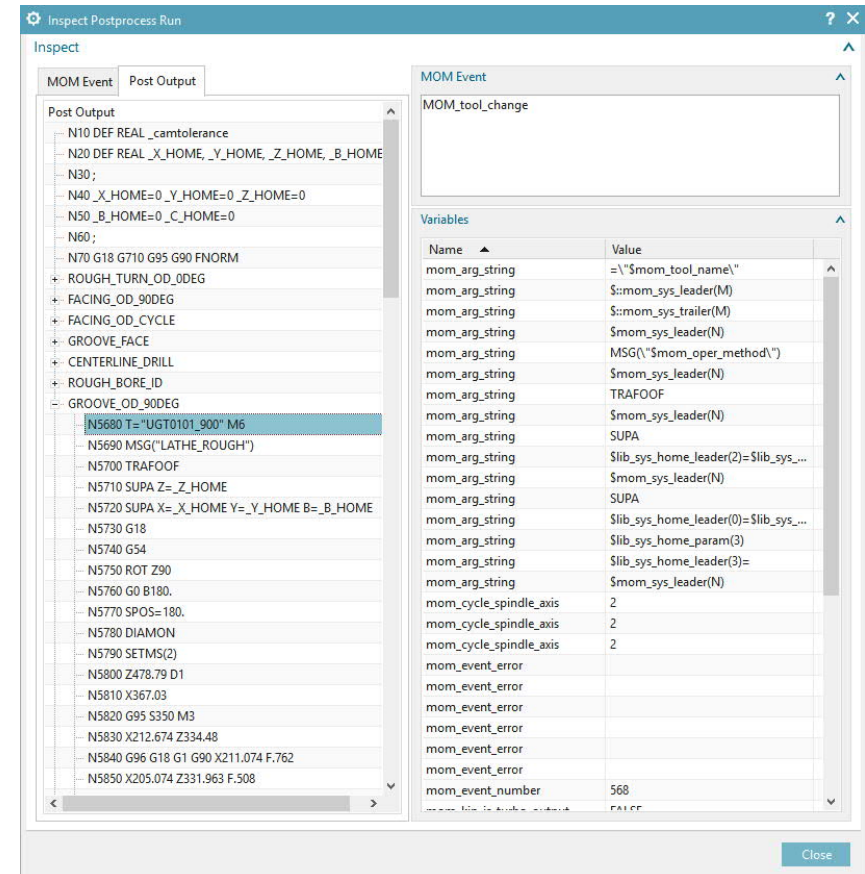 Inspect Postprocess Run
? X
Inspect
MOM Event
Post Output
Post Output
N10 DEF REAL _camtolerance
N20 DEF REAL _X_HOME, _Y_HOME, _Z_HOME, _B_HOME
N30 ;
N40 _X_HOME=0 _Y_HOME=0 _Z_HOME=0
N50 _B_HOME=0 _C_HOME=0
N60 ;
N70 G18 G710 G95 G90 FNORM
ROUGH_TURN_OD_0DEG
FACING_OD_90DEG
FACING_OD_CYCLE
GROOVE_FACE
CENTERLINE_DRILL
ROUGH_BORE_ID
GROOVE_OD_90DEG
N5680 T="UGT0101_900" M6
N5690 MSG("LATHE_ROUGH")
N5700 TRAFOOF
N5710 SUPA Z=_Z_HOME
N5720 SUPA X=_X_HOME Y=_Y_HOME B=_B_HOME
N5730 G18
N5740 G54
N5750 ROT Z90
N5760 G0 B180.
N5770 SPOS=180.
N5780 DIAMON
N5790 SETMS(2)
N5800 Z478.79 D1
N5810 X367.03
N5820 G95 S350 M3
N5830 X212.674 Z334.48
N5840 G96 G18 G1 G90 X211.074 F.762
N5850 X205.074 Z331.963 F.508
MOM Event
MOM_tool_change
Variables
Name Value
mom_arg_string =\"$mom_tool_name\"
mom_arg_string $::mom_sys_leader(M)
mom_arg_string $::mom_sys_trailer(M)
mom_arg_string $mom_sys_leader(N)
mom_arg_string MSG(\"$mom_oper_method\")
mom_arg_string $mom_sys_leader(N)
mom_arg_string TRAFOOF
mom_arg_string $mom_sys_leader(N)
mom_arg_string SUPA
mom_arg_string $lib_sys_home_leader(2)=$lib_sys_...
mom_arg_string $mom_sys_leader(N)
mom_arg_string SUPA
mom_arg_string $lib_sys_home_leader(0)=$lib_sys_...
mom_arg_string $lib_sys_home_param(3)
mom_arg_string $lib_sys_home_leader(3)=
mom_arg_string $mom_sys_leader(N)
mom_cycle_spindle_axis 2
mom_cycle_spindle_axis 2
mom_cycle_spindle_axis 2
mom_event_error
mom_event_error
mom_event_error
mom_event_error
mom_event_error
mom_event_error
mom_event_number 568
Close